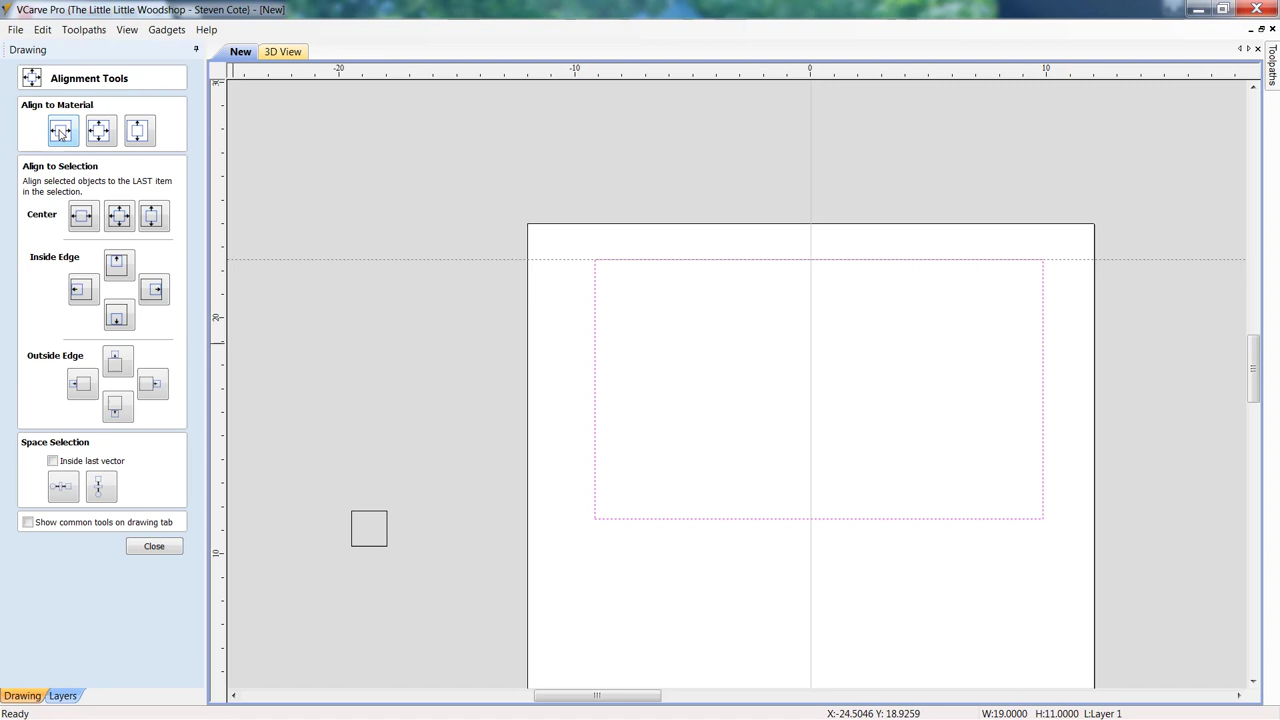 VCarve Pro {The Little Little Woodshop - Steven Cote} - [New]
File Edit Toolpaths View Gadgets Help
Drawing
New 3D View
Toolpaths
Alignment Tools
-20 -10 0 10
Align to Material
Align to Selection
Align selected objects to the LAST item
in the selection.
Center
Inside Edge
20
Outside Edge
Space Selection
Inside last vector
Show common tools on drawing tab
Close
10
Drawing Layers
Ready X:-24.5046 Y: 18.9259 W:19.0000 H:11.0000 L:Layer 1